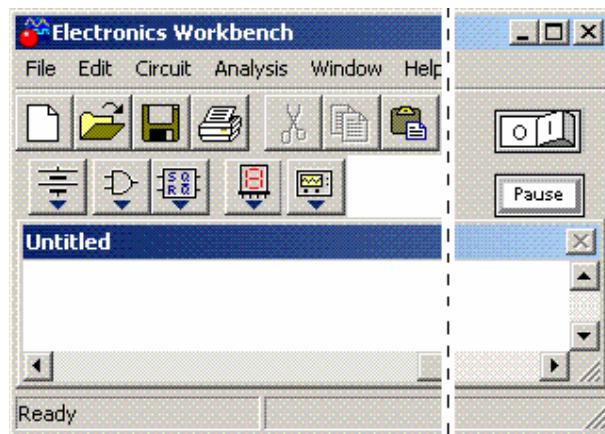 Electronics Workbench
File Edit Circuit Analysis Window Help
O I
S Q
R Q
Pause
Untitled
Ready